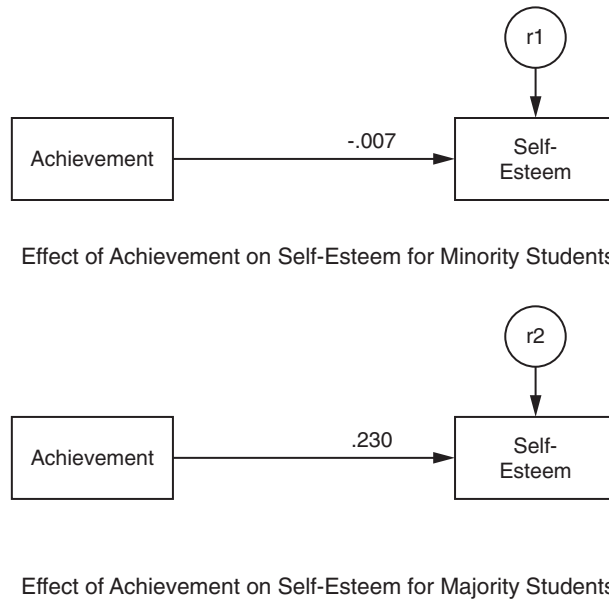 r1
-.007
Achievement
Self-
Esteem
Effect of Achievement on Self-Esteem for Minority Students
r2
.230
Achievement
Self-
Esteem
Effect of Achievement on Self-Esteem for Majority Students